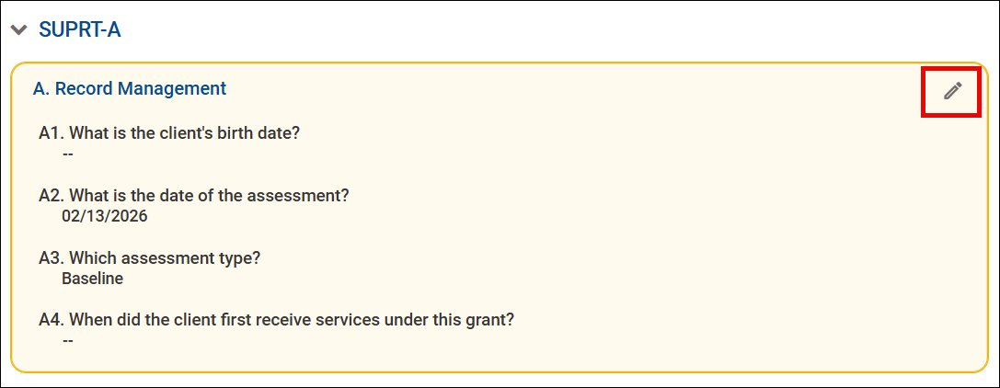 SUPRT-A
A. Record Management
A1. What is the client's birth date?
--
A2. What is the date of the assessment?
02/13/2026
A3. Which assessment type?
Baseline
A4. When did the client first receive services under this grant?
--